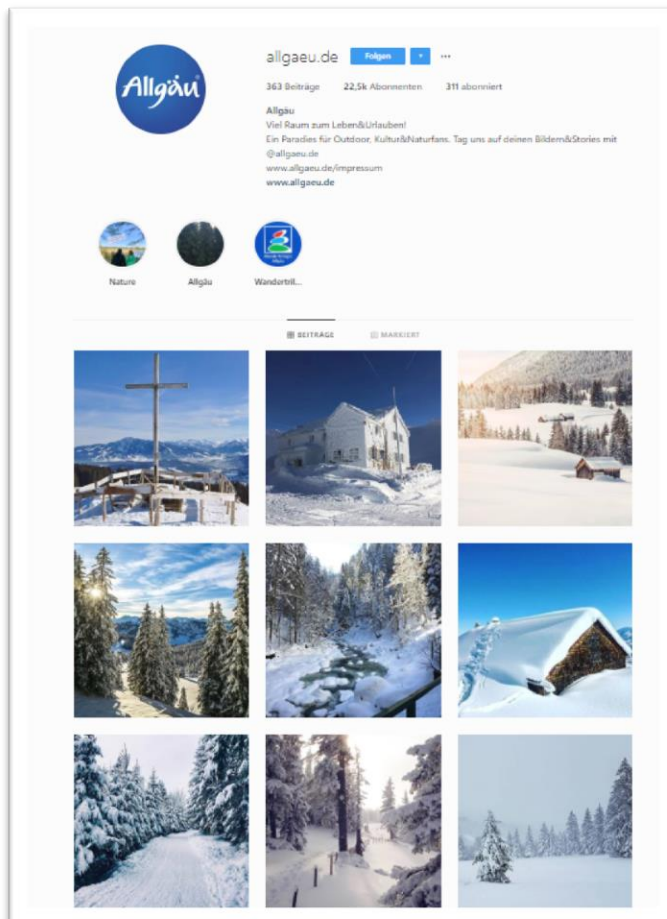 Allgäu
allgaeu.de Folgen
363 Beiträge 22,5k Abonnenten 311 abonniert
Allgäu
Viel Raum zum Leben&Urlauben!
Ein Paradies für Outdoor, Kultur&Naturfans. Tag uns auf deinen Bildern&Stories mit
@allgaeu.de
www.allgaeu.de/impressum
www.allgaeu.de
Nature Allgäu Wandertril...
BEITRÄGE MARKIERT